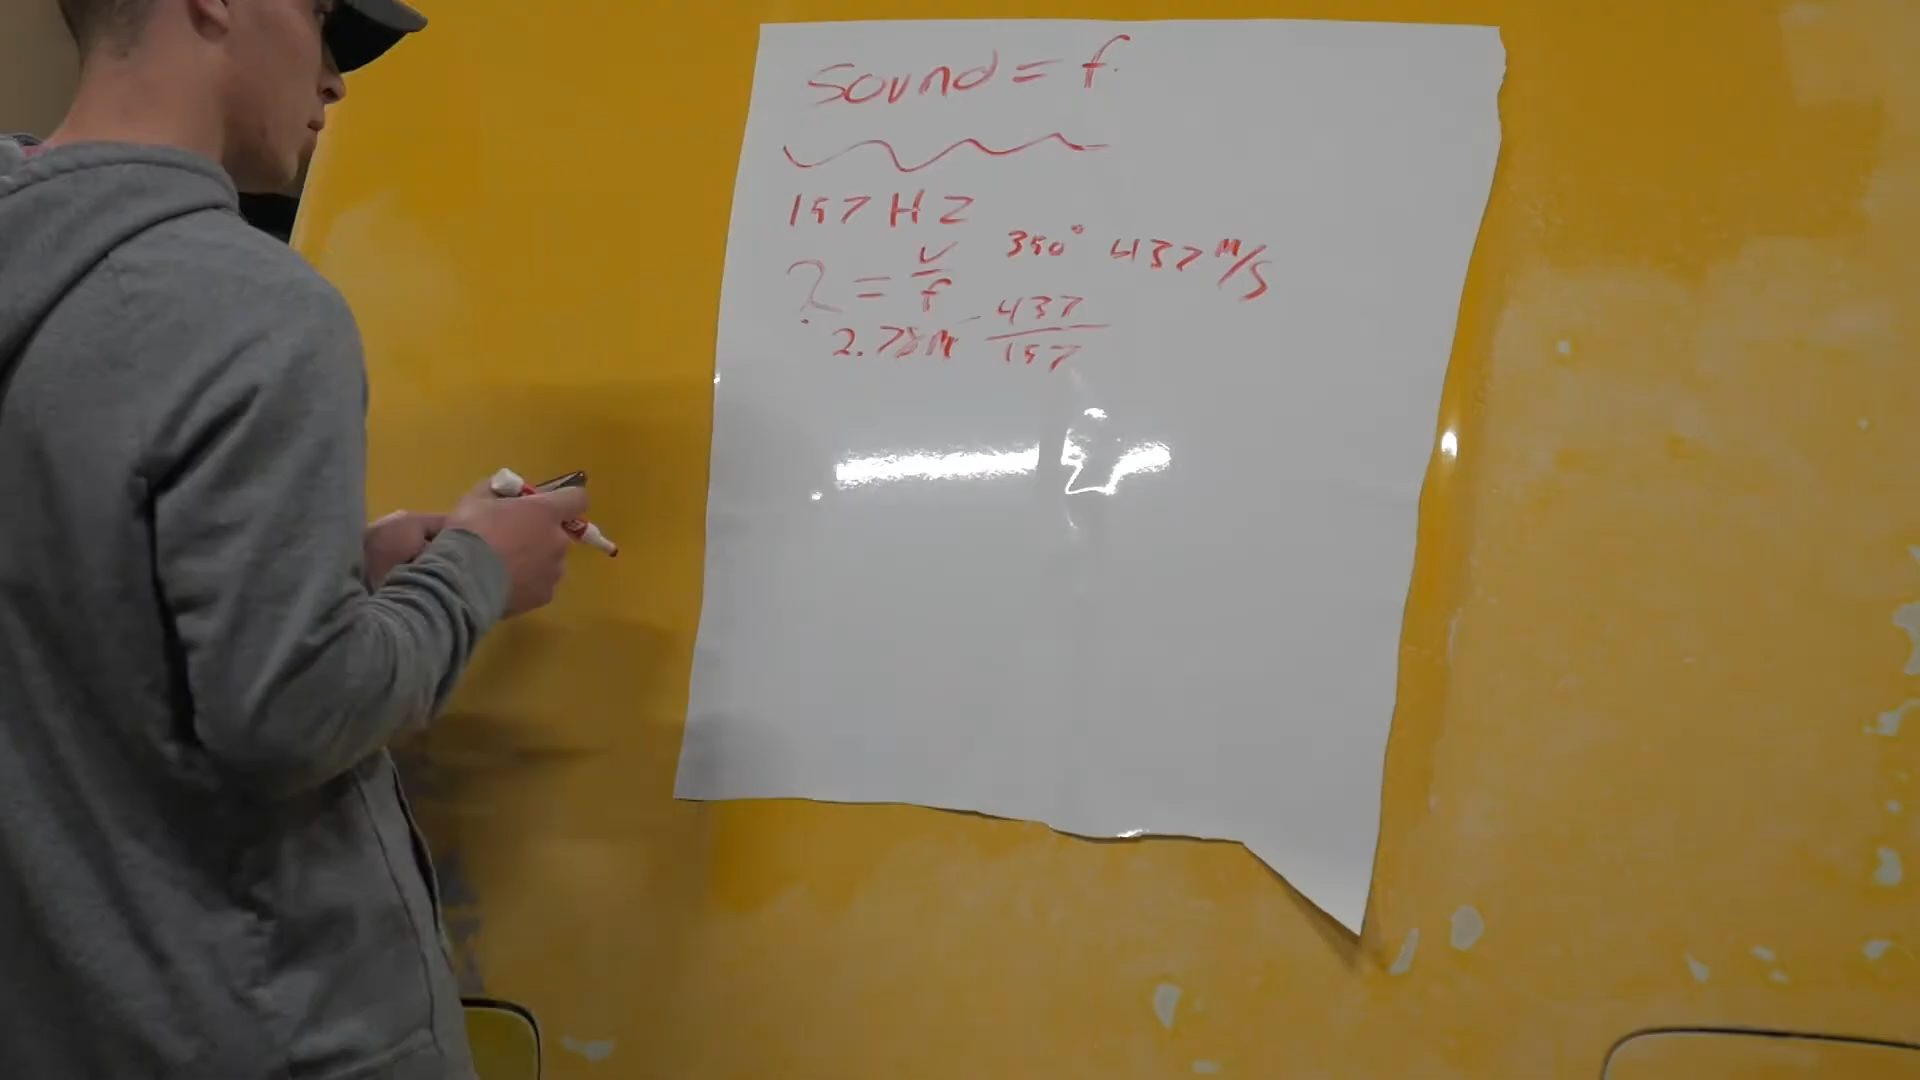 Sound = f
157 HZ
λ = v/f 350° 437 M/S
2.78M 437/157